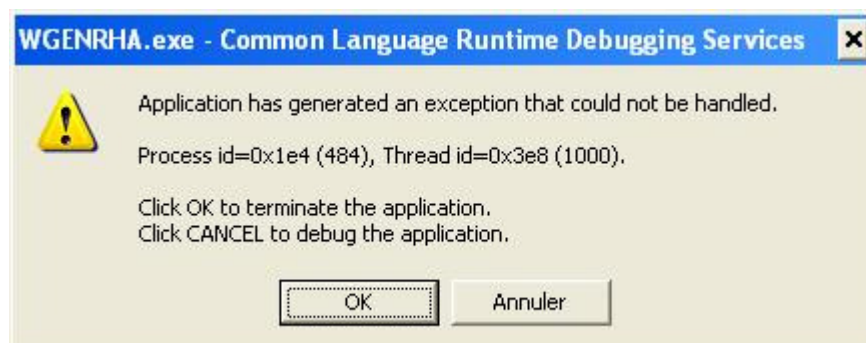 WGENRHA.exe - Common Language Runtime Debugging Services
Application has generated an exception that could not be handled.
Process id=0x1e4 (484), Thread id=0x3e8 (1000).
Click OK to terminate the application.
Click CANCEL to debug the application.
OK
Annuler